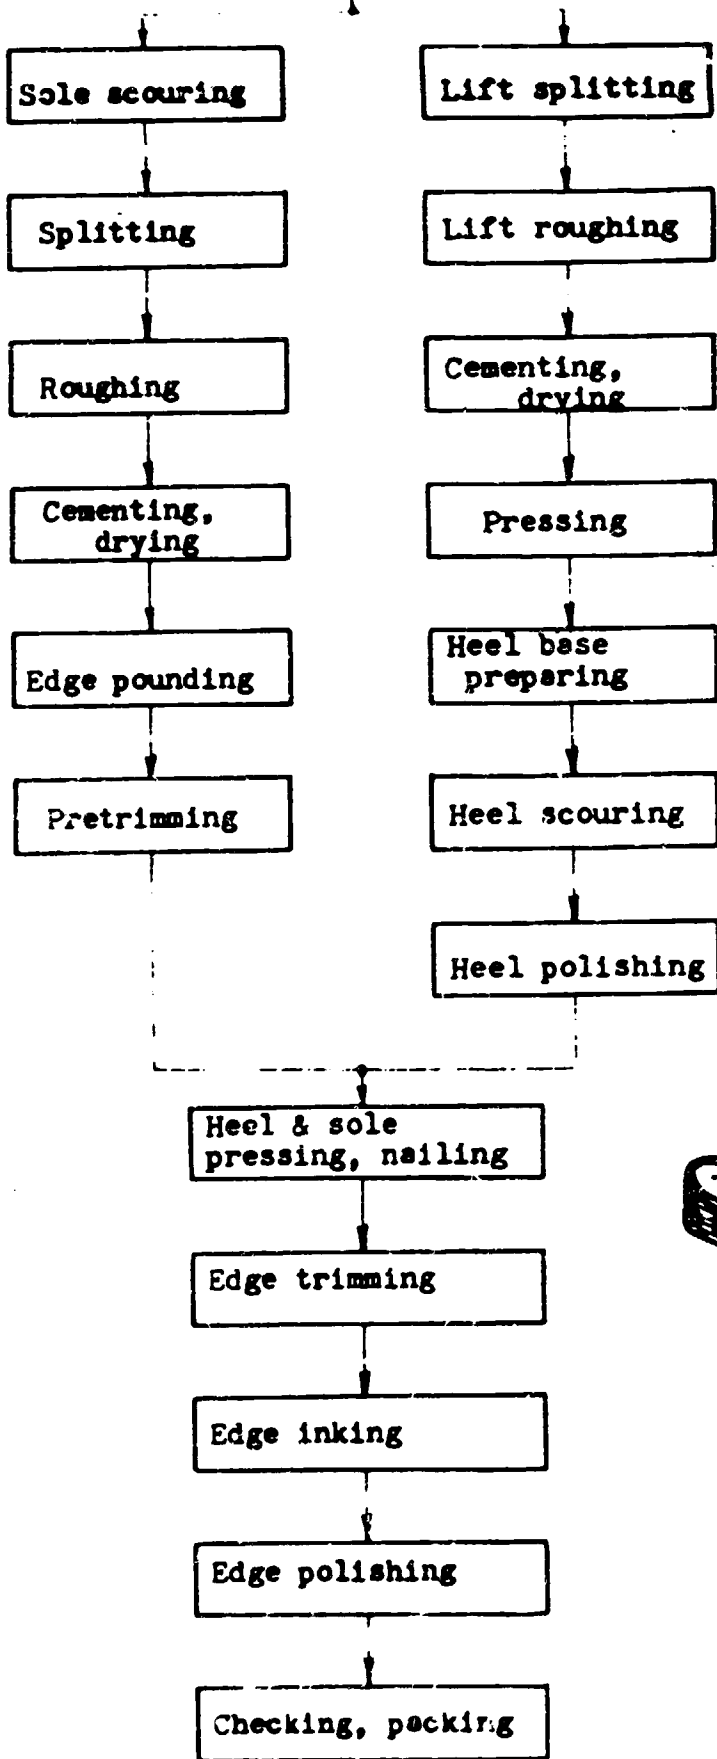 Sole scouring
Splitting
Roughing
Cementing,
drying
Edge pounding
Pretrimming
Lift splitting
Lift roughing
Cementing,
drying
Pressing
Heel base
preparing
Heel scouring
Heel polishing
Heel & sole
pressing, nailing
Edge trimming
Edge inking
Edge polishing
Checking, packing